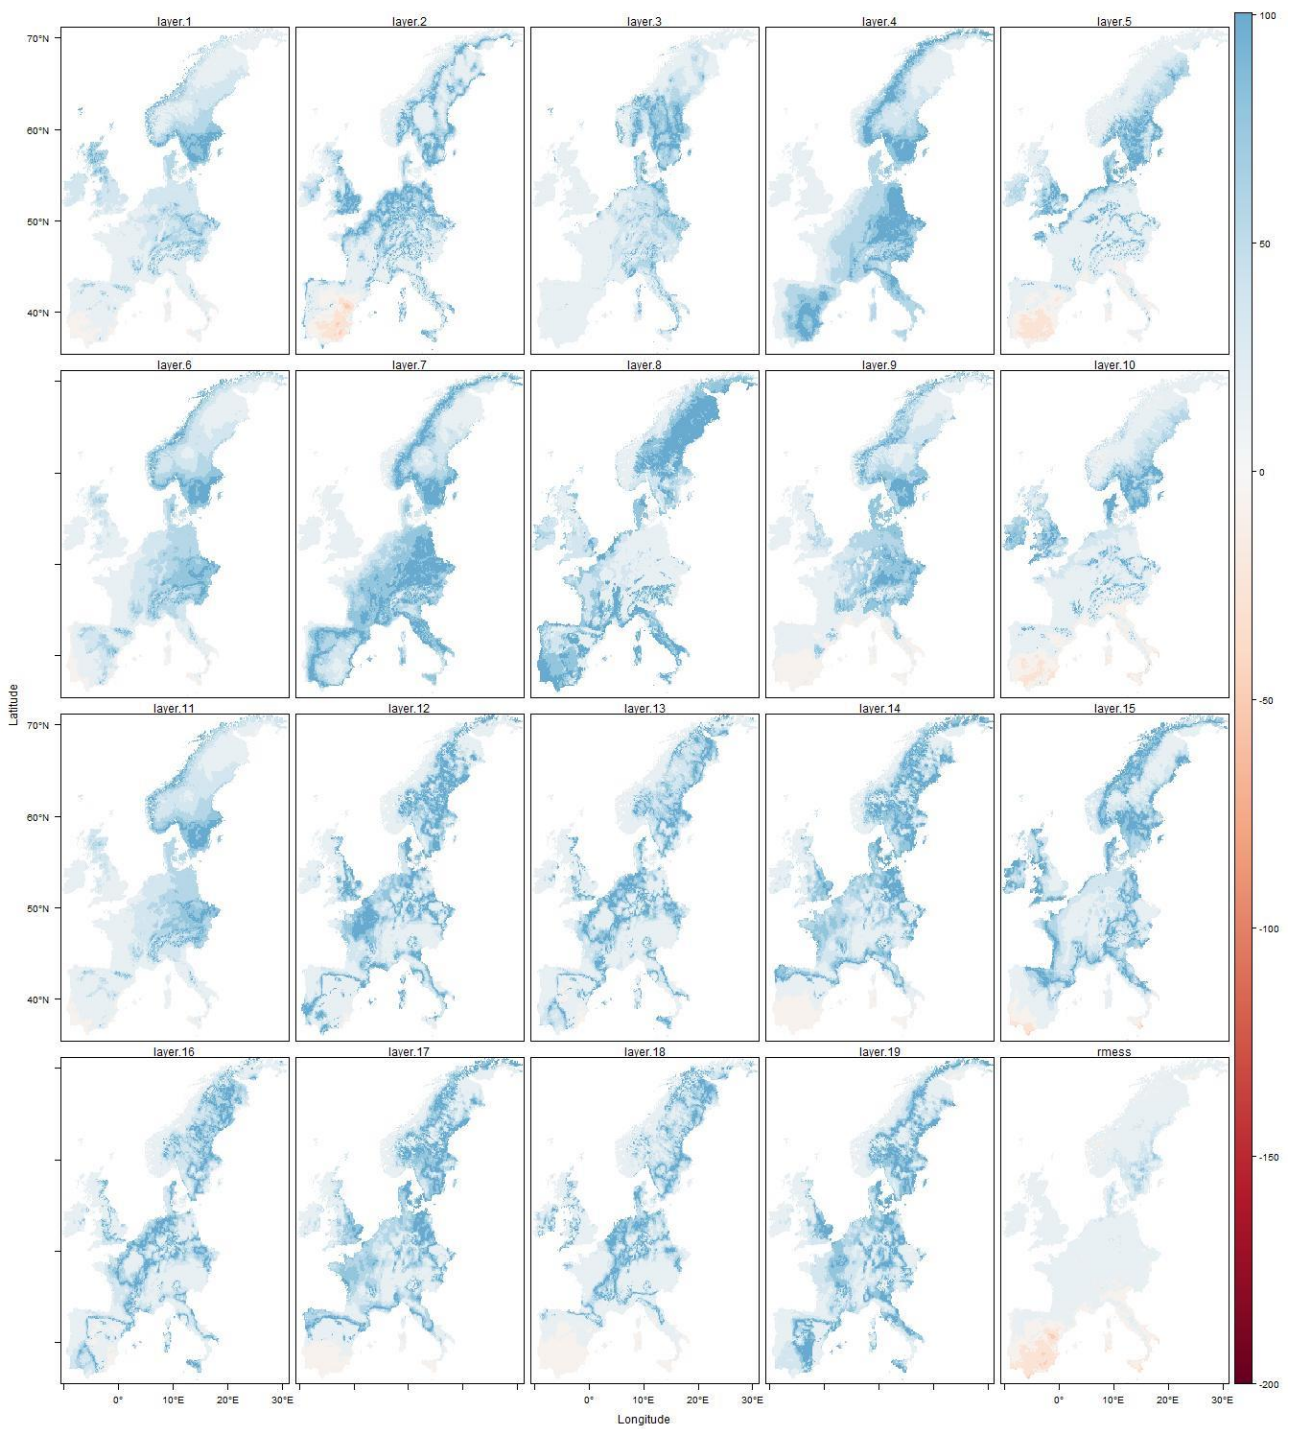 layer.1 layer.2 layer.3 layer.4 layer.5
100
70°N
60°N
50°N
50
40°N
layer.6 layer.7 layer.8 layer.9 layer.10
0
-50
Latitude
layer.11 layer.12 layer.13 layer.14 layer.15
70°N
60°N
50°N
-100
40°N
layer.16 layer.17 layer.18 layer.19 rmess
-150
-200
0° 10°E 20°E 30°E 0° 10°E 20°E 30°E 0° 10°E 20°E 30°E
Longitude